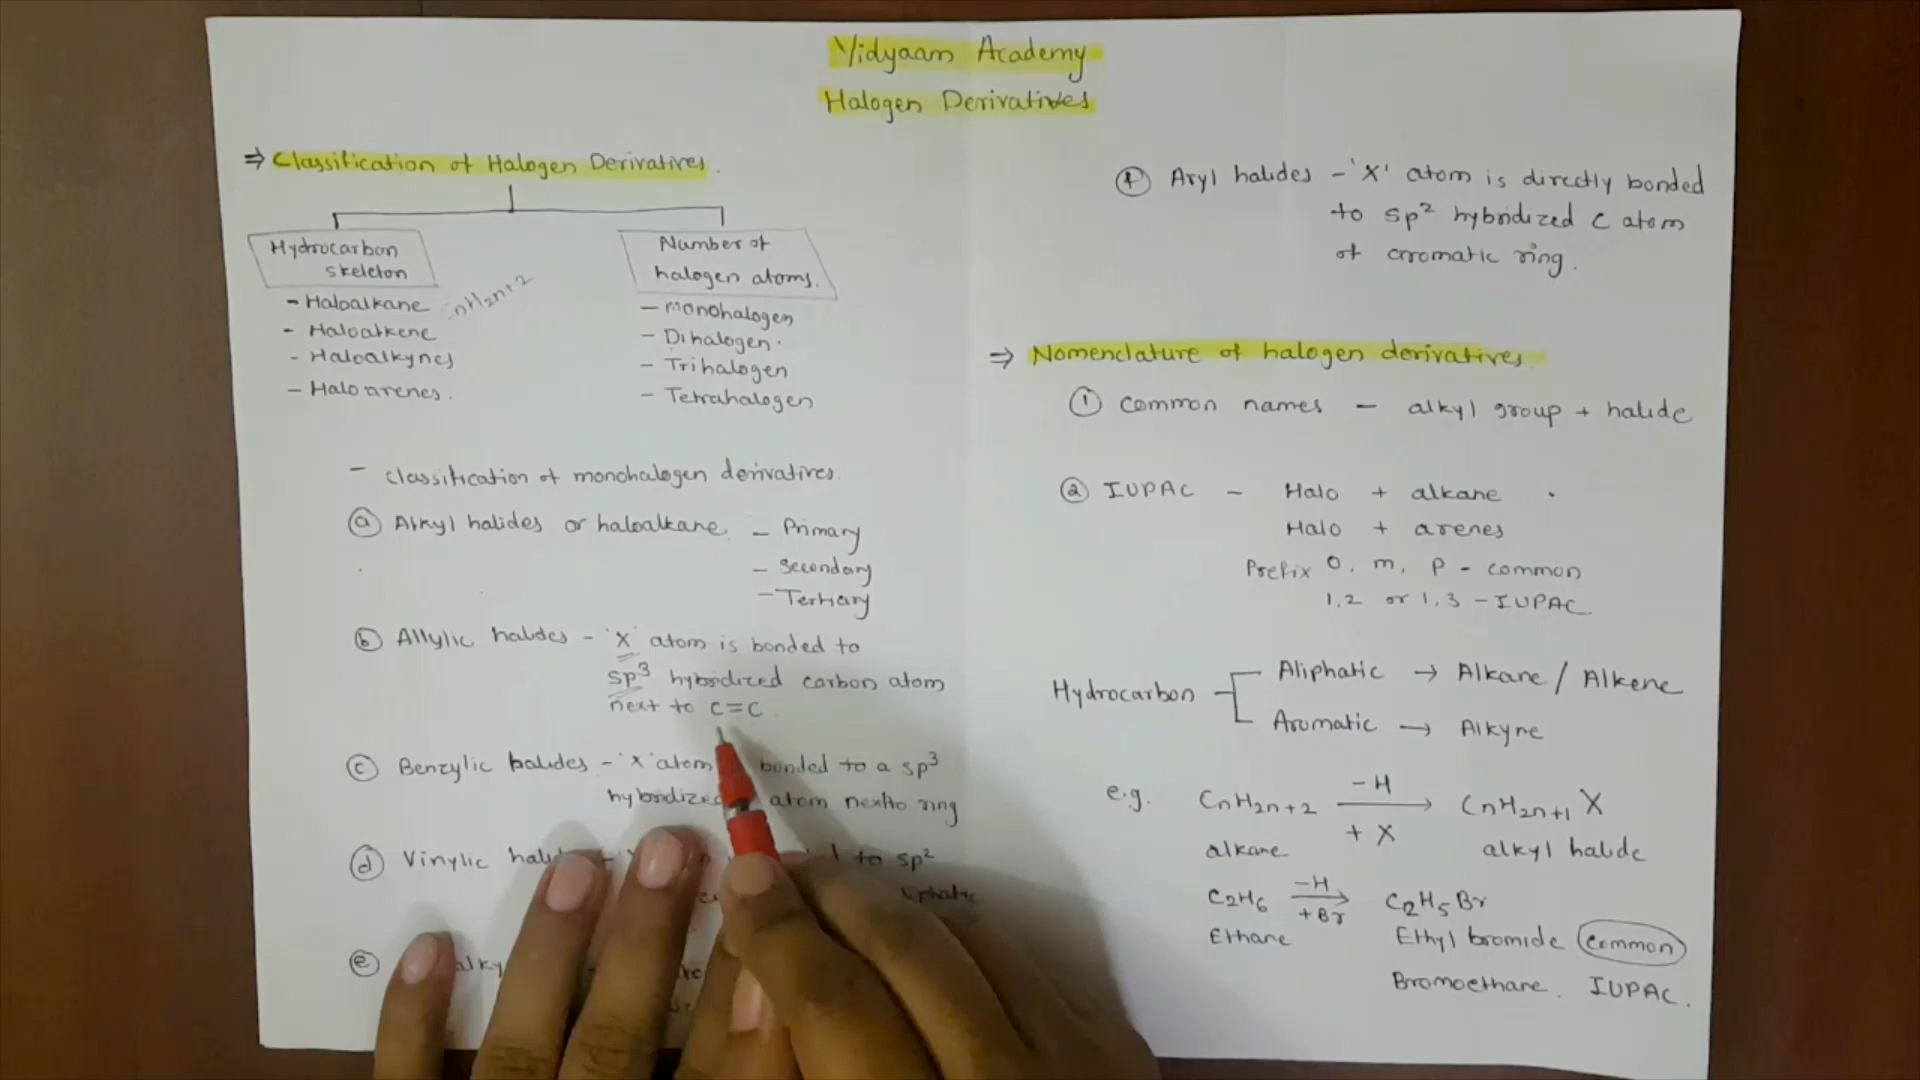 Vidyaam Academy
Halogen Derivatives
⇒ Classification of Halogen Derivatives.
Hydrocarbon
skeleton
- Haloalkane CnH2n+2
- Haloalkene
- Haloalkynes
- Haloarenes.
Number of
halogen atoms.
- Monohalogen
- Dihalogen.
- Trihalogen
- Tetrahalogen
- Classification of monohalogen derivatives.
ⓐ Alkyl halides or haloalkane - Primary
- Secondary
- Tertiary
ⓑ Allylic halides - 'X' atom is bonded to
sp³ hybridized carbon atom
next to C=C.
ⓒ Benzylic halides - 'X' atom bonded to a sp³
hybridized atom next to ring
ⓓ Vinylic to sp²
ⓔ
ⓕ Aryl halides - 'X' atom is directly bonded
to sp² hybridized C atom
of aromatic ring.
⇒ Nomenclature of halogen derivatives.
① Common names - alkyl group + halide
② IUPAC - Halo + alkane
Halo + arenes
Prefix O, m, P - common
1,2 or 1,3 - IUPAC
Hydrocarbon
Aliphatic → Alkane / Alkene
Aromatic → Alkyne
e.g. CnH2n+2 -H → + X CnH2n+1 X
alkane alkyl halide
C2H6 -H → +Br C2H5Br
Ethane Ethyl bromide common
Bromoethane. IUPAC.